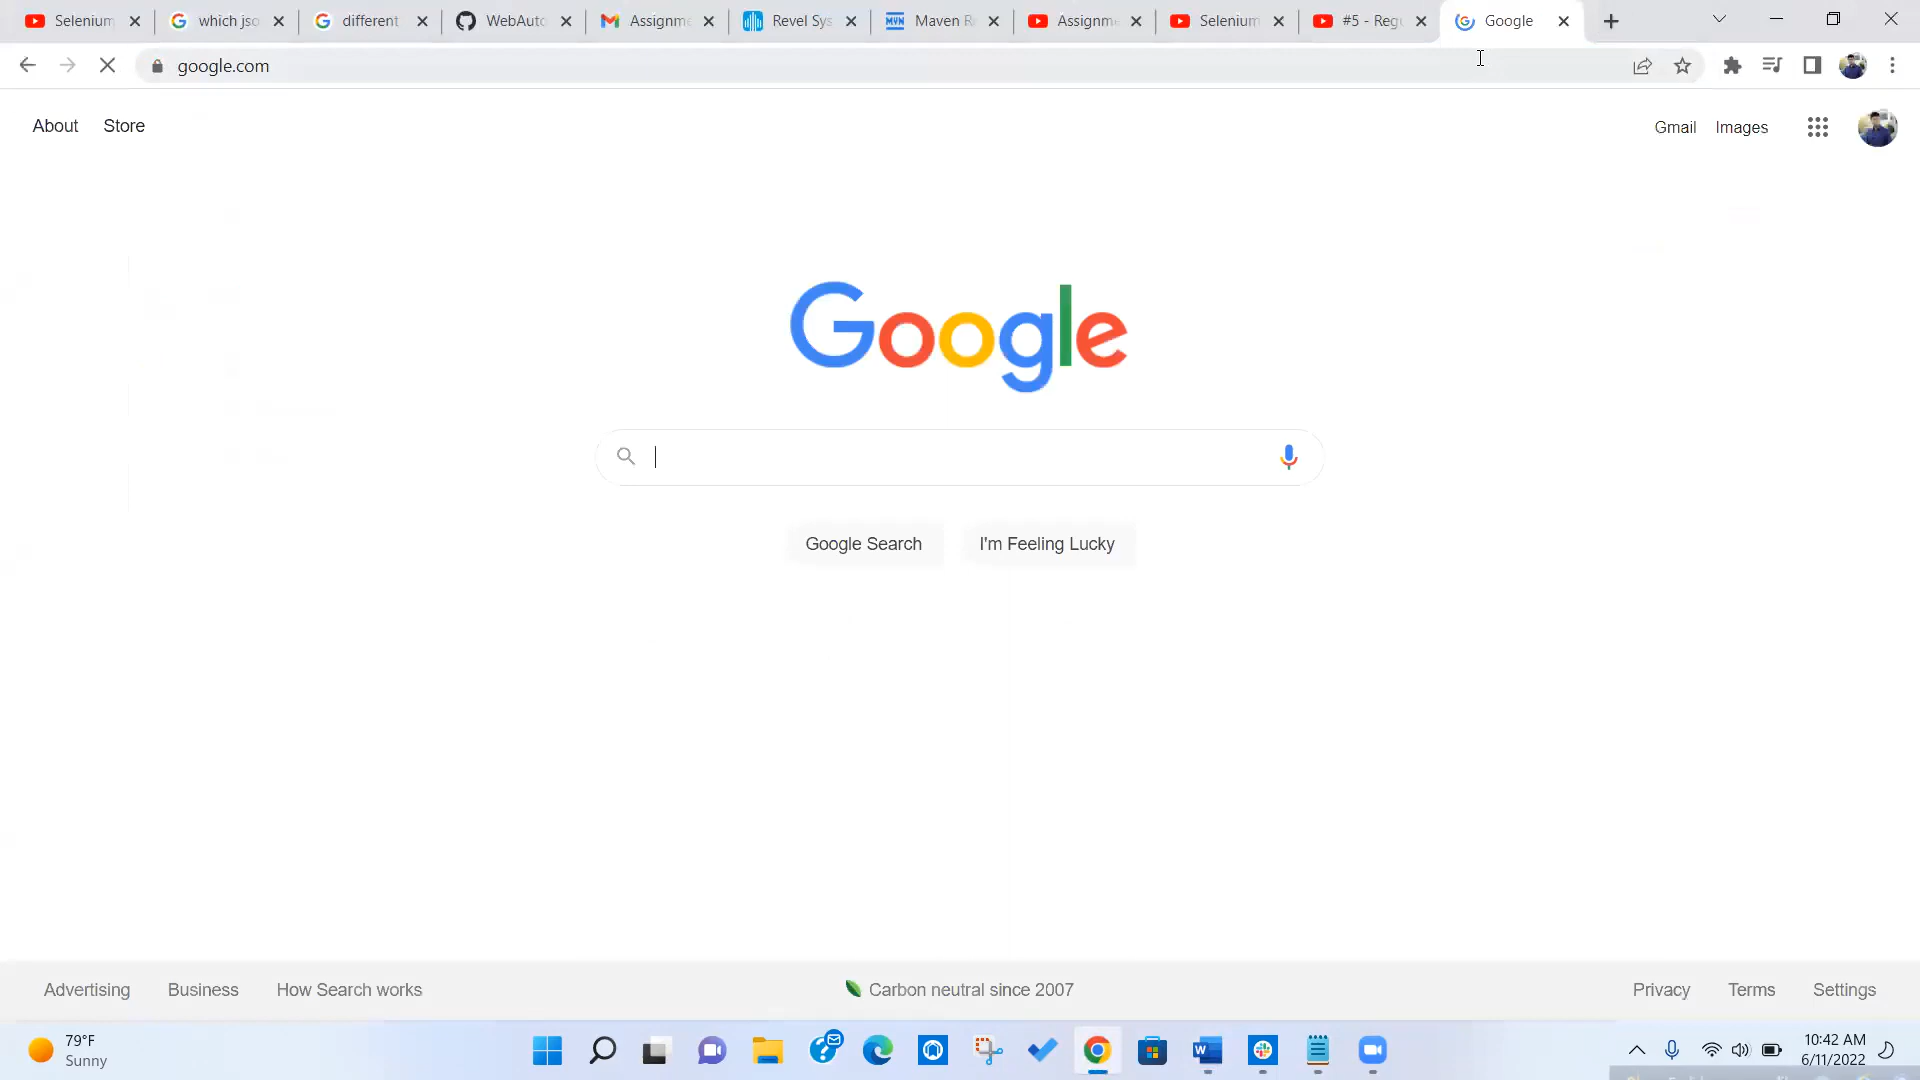 Selenium
which jso
different
WebAuto
Assignme
Revel Sys
Maven R
Assignme
Selenium
#5 - Regu
Google
google.com
About
Store
Gmail
Images
Google
Google Search
I'm Feeling Lucky
Advertising
Business
How Search works
Carbon neutral since 2007
Privacy
Terms
Settings
79°F
Sunny
10:42 AM
6/11/2022